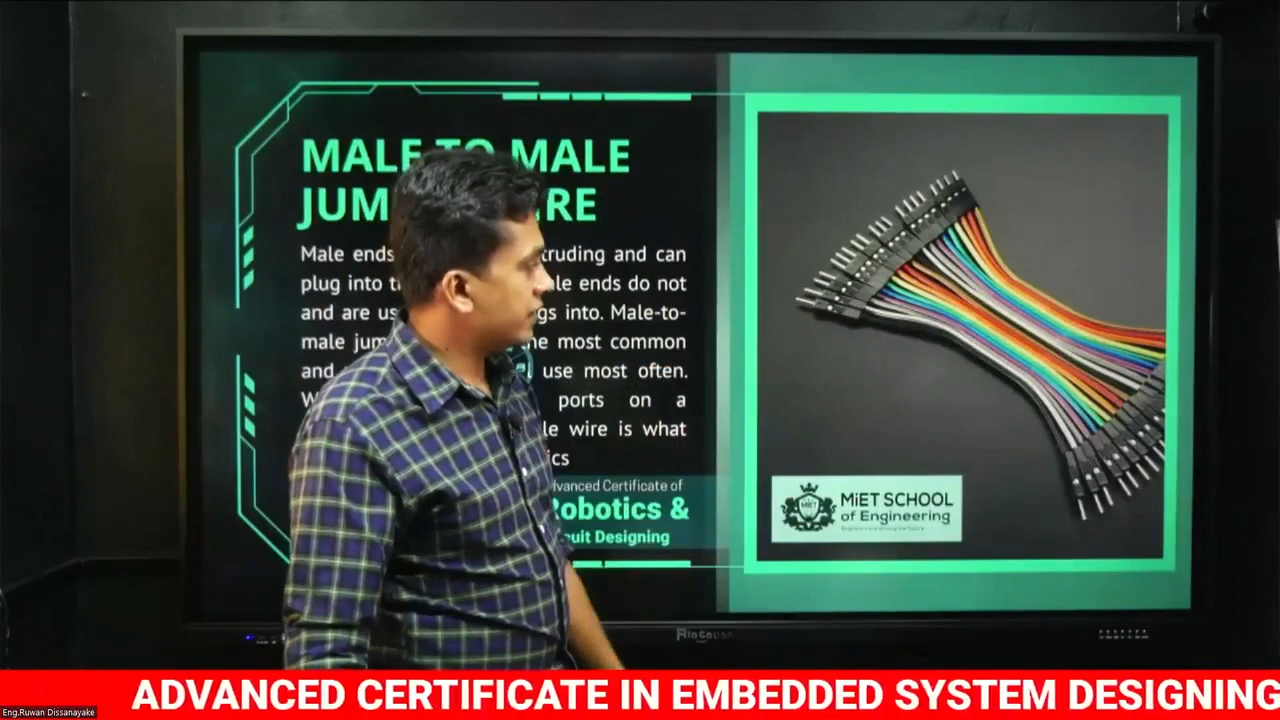 MALE TO MALE
JUM IRE
Male ends truding and can
plug into t ale ends do not
and are us gs into. Male-to-
male jum he most common
and use most often.
W ports on a
le wire is what
ics
dvanced Certificate of
Robotics &
cuit Designing
MiET SCHOOL
of Engineering
ADVANCED CERTIFICATE IN EMBEDDED SYSTEM DESIGNING
Eng.Ruwan Dissanayake